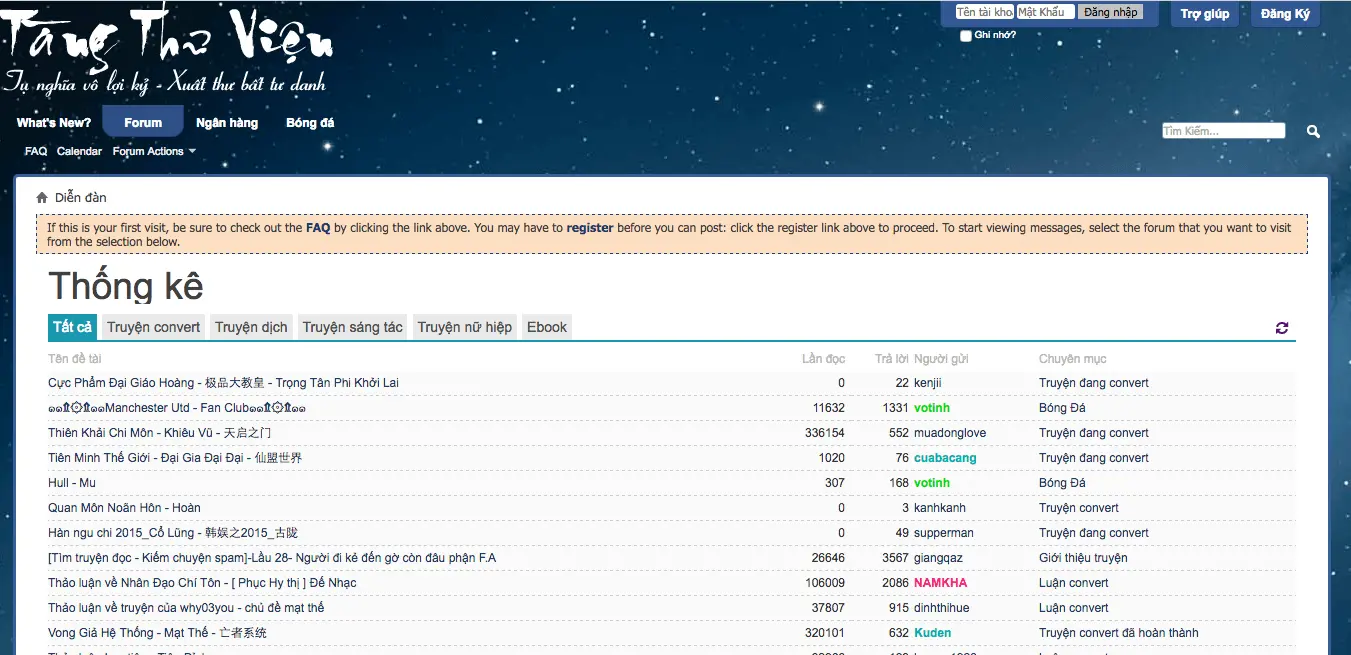 Tàng Thư Viện
Tụ nghĩa vô lợi kỷ - Xuất thư bất tư danh
Tên tài kho Mật Khẩu Đăng nhập Trợ giúp Đăng Ký
Ghi nhớ?
What's New? Forum Ngân hàng Bóng đá
Tìm Kiếm...
FAQ Calendar Forum Actions
Diễn đàn
If this is your first visit, be sure to check out the FAQ by clicking the link above. You may have to register before you can post: click the register link above to proceed. To start viewing messages, select the forum that you want to visit
from the selection below.
Thống kê
Tất cả Truyện convert Truyện dịch Truyện sáng tác Truyện nữ hiệp Ebook
Tên đề tài Lần đọc Trả lời Người gửi Chuyên mục
Cực Phẩm Đại Giáo Hoàng - 极品大教皇 - Trọng Tân Phi Khởi Lai 0 22 kenjii Truyện đang convert
๑๑۩۞۩๑๑Manchester Utd - Fan Club๑๑۩۞۩๑๑ 11632 1331 votinh Bóng Đá
Thiên Khải Chi Môn - Khiêu Vũ - 天启之门 336154 552 muadonglove Truyện đang convert
Tiên Minh Thế Giới - Đại Gia Đại Đại - 仙盟世界 1020 76 cuabacang Truyện đang convert
Hull - Mu 307 168 votinh Bóng Đá
Quan Môn Noãn Hôn - Hoàn 0 3 kanhkanh Truyện convert
Hàn ngu chi 2015_Cổ Lũng - 韩娱之2015_古陇 0 49 supperman Truyện đang convert
[Tìm truyện đọc - Kiếm chuyện spam]-Lầu 28- Người đi kẻ đến gờ còn đâu phận F.A 26646 3567 giangqaz Giới thiệu truyện
Thảo luận về Nhân Đạo Chí Tôn - [ Phục Hy thị ] Đế Nhạc 106009 2086 NAMKHA Luận convert
Thảo luận về truyện của why03you - chủ đề mạt thế 37807 915 dinhthihue Luận convert
Vong Giả Hệ Thống - Mạt Thế - 亡者系统 320101 632 Kuden Truyện convert đã hoàn thành